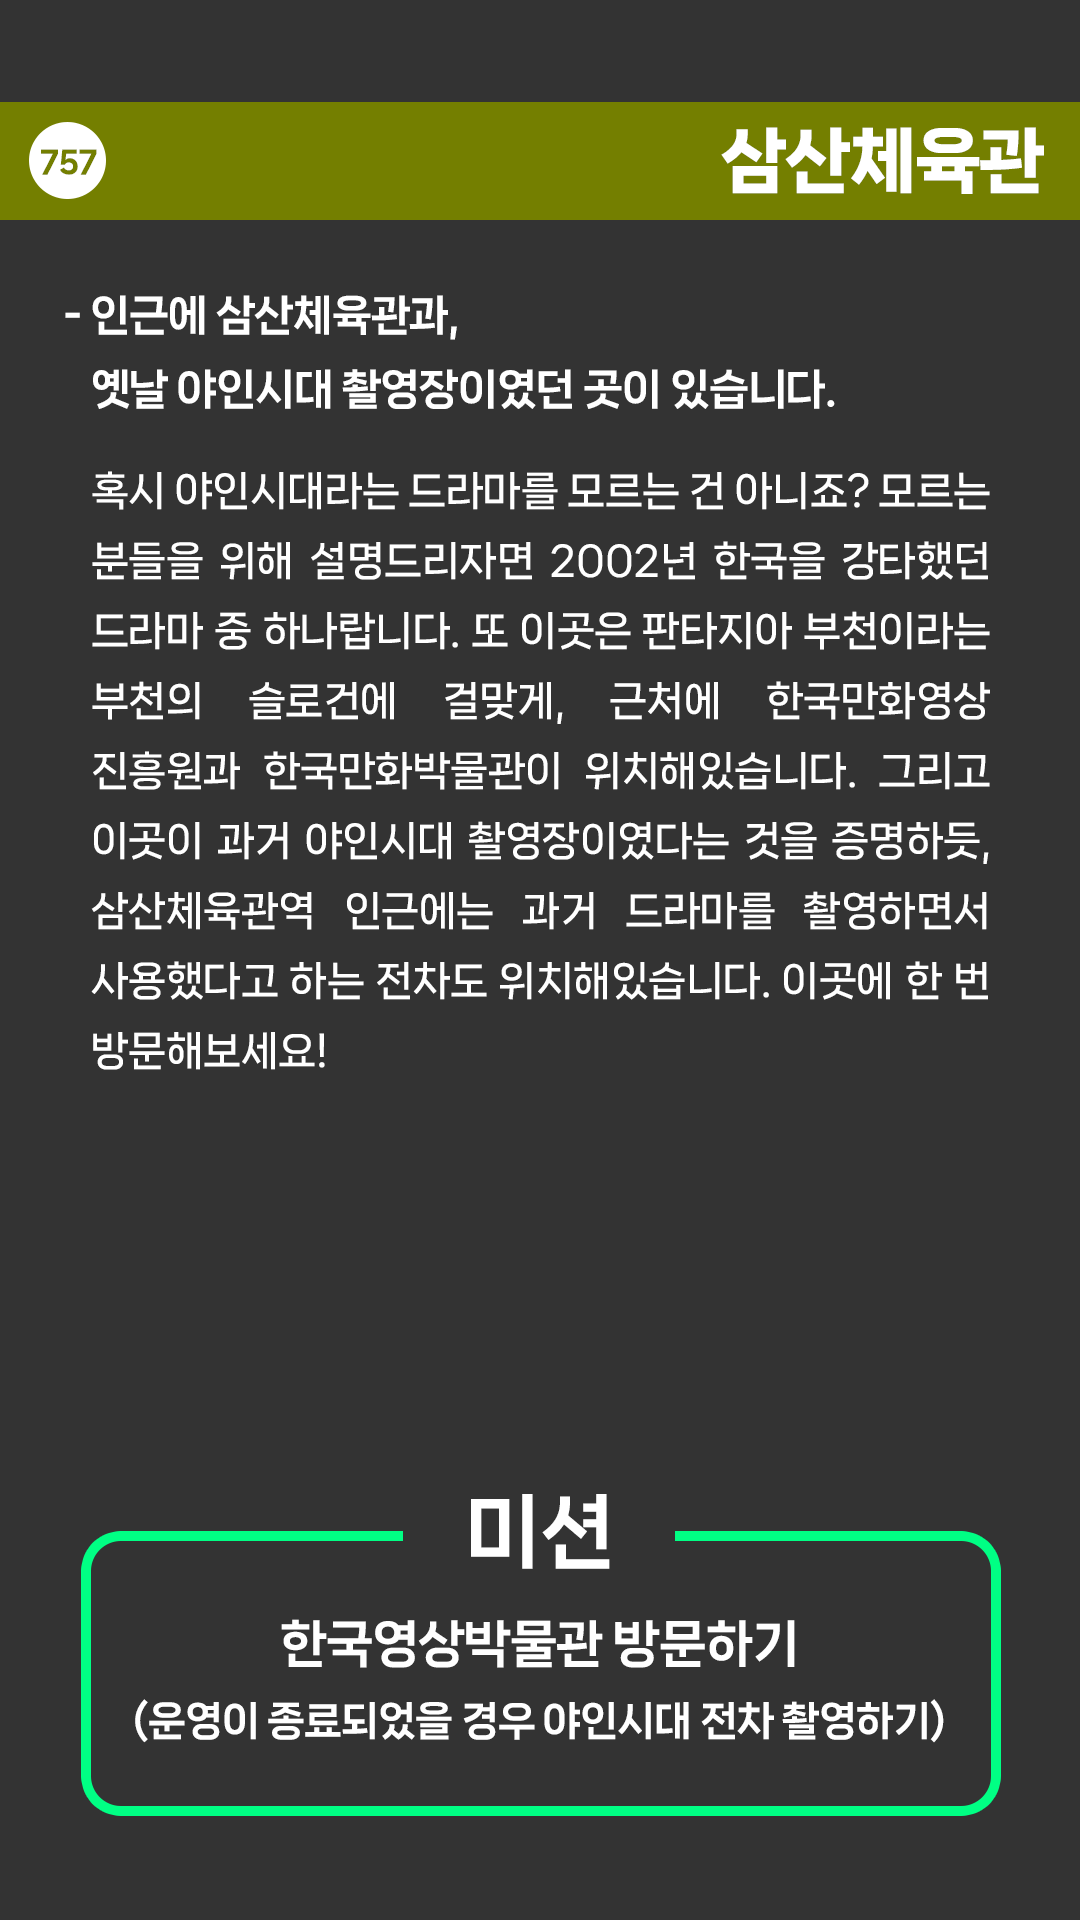 757
삼산체육관
- 인근에 삼산체육관과,
옛날 야인시대 촬영장이였던 곳이 있습니다.
혹시 야인시대라는 드라마를 모르는 건 아니죠? 모르는
분들을 위해 설명드리자면 2002년 한국을 강타했던
드라마 중 하나랍니다. 또 이곳은 판타지아 부천이라는
부천의 슬로건에 걸맞게, 근처에 한국만화영상
진흥원과 한국만화박물관이 위치해있습니다. 그리고
이곳이 과거 야인시대 촬영장이였다는 것을 증명하듯,
삼산체육관역 인근에는 과거 드라마를 촬영하면서
사용했다고 하는 전차도 위치해있습니다. 이곳에 한 번
방문해보세요!
미션
한국영상박물관 방문하기
(운영이 종료되었을 경우 야인시대 전차 촬영하기)